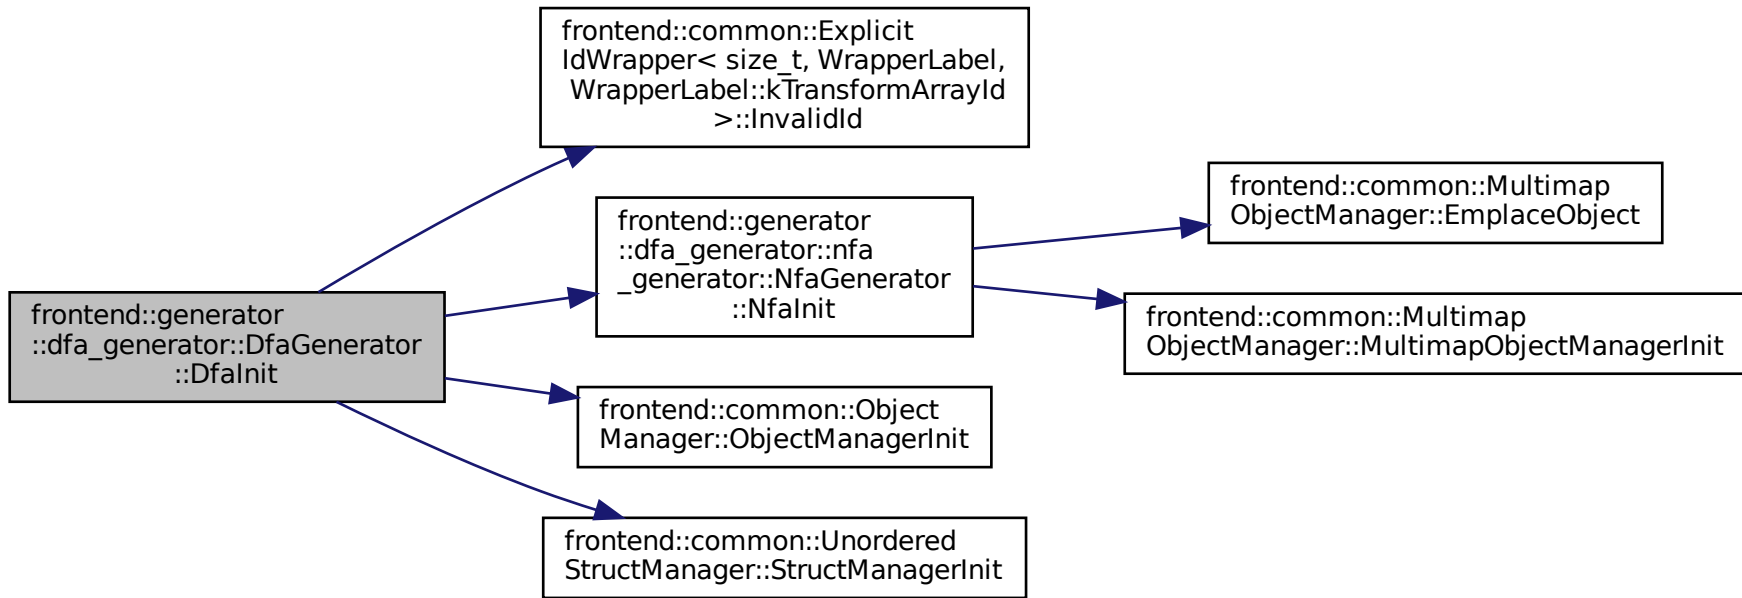 frontend::common::Explicit
IdWrapper< size_t, WrapperLabel,
WrapperLabel::kTransformArrayId
>::InvalidId
frontend::generator
::dfa_generator::nfa
_generator::NfaGenerator
::NfaInit
frontend::common::Multimap
ObjectManager::EmplaceObject
frontend::generator
::dfa_generator::DfaGenerator
::DfaInit
frontend::common::Multimap
ObjectManager::MultimapObjectManagerInit
frontend::common::Object
Manager::ObjectManagerInit
frontend::common::Unordered
StructManager::StructManagerInit